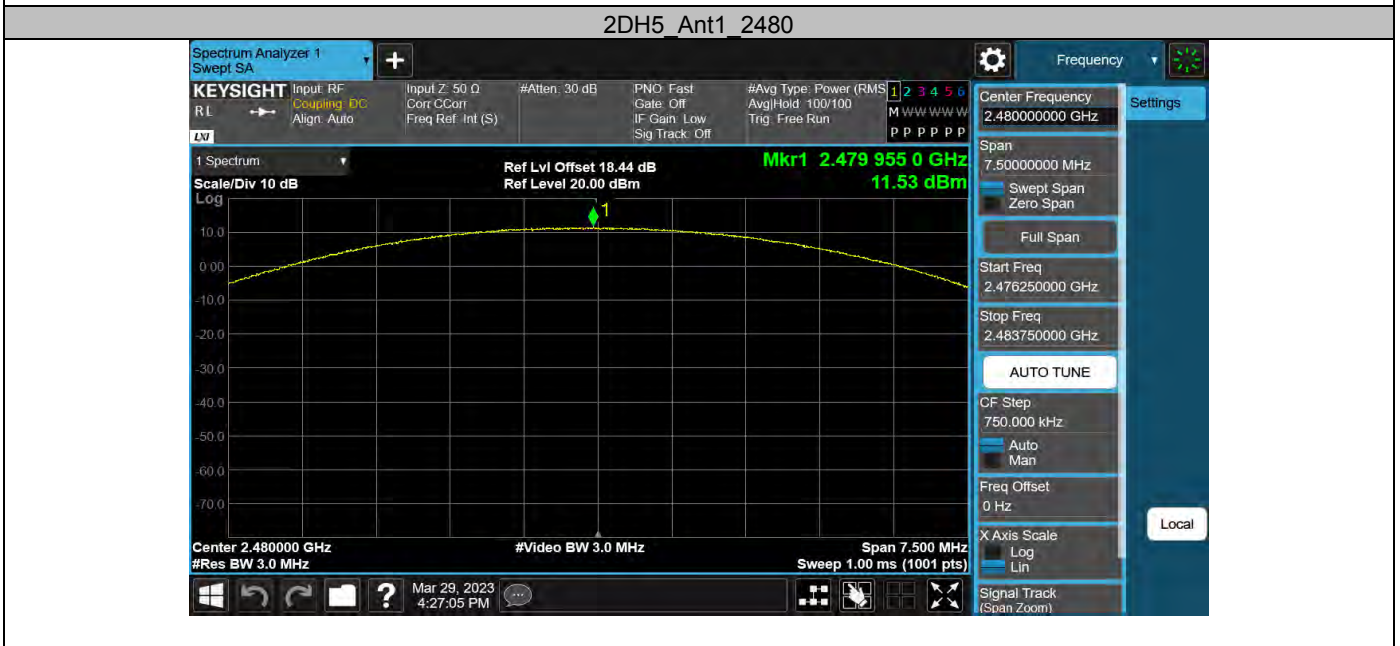 2DH5_Ant1_2480
Spectrum Analyzer 1
Swept SA
+
Frequency
KEYSIGHT
RL
LXI
Input: RF
Coupling: DC
Align: Auto
Input Z: 50 Ω
Corr CCorr
Freq Ref: Int (S)
#Atten: 30 dB
PNO: Fast
Gate: Off
IF Gain: Low
Sig Track: Off
#Avg Type: Power (RMS
Avg|Hold: 100/100
Trig: Free Run
1 2 3 4 5 6
M W W W W W
P P P P P P
Center Frequency
2.480000000 GHz
Settings
Span
7.50000000 MHz
Swept Span
Zero Span
Full Span
Start Freq
2.476250000 GHz
Stop Freq
2.483750000 GHz
AUTO TUNE
CF Step
750.000 kHz
Auto
Man
Freq Offset
0 Hz
X Axis Scale
Log
Lin
Signal Track
(Span Zoom)
Local
1 Spectrum
Scale/Div 10 dB
Log
Ref Lvl Offset 18.44 dB
Ref Level 20.00 dBm
Mkr1 2.479 955 0 GHz
11.53 dBm
1
10.0
0.00
-10.0
-20.0
-30.0
-40.0
-50.0
-60.0
-70.0
Center 2.480000 GHz
#Res BW 3.0 MHz
#Video BW 3.0 MHz
Span 7.500 MHz
Sweep 1.00 ms (1001 pts)
?
Mar 29, 2023
4:27:05 PM